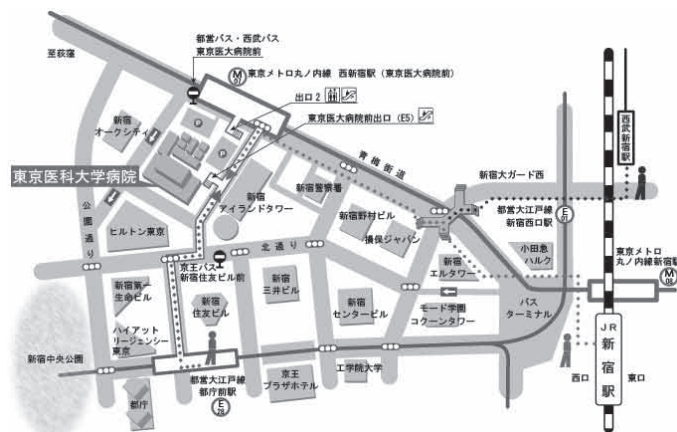 都営バス・西武バス
東京医大病院前
至荻窪
M
東京メトロ丸ノ内線 西新宿駅（東京医大病院前）
出口2
東京医大病院前出口（E5）
新宿
オークシティ
P
P
東京医科大学病院
青梅街道
西武新宿駅
新宿大ガード西
公園通り
新宿
アイランドタワー
新宿警察署
新宿野村ビル
都営大江戸線
新宿西口駅
E
01
ヒルトン東京
損保ジャパン
北通り
京王バス
新宿住友ビル前
小田急
ハルク
東京メトロ
丸ノ内線新宿駅
M
08
新宿
エルタワー
新宿第一
生命ビル
新宿
住友ビル
新宿
三井ビル
新宿
センタービル
モード学園
コクーンタワー
バス
ターミナル
ハイアット
リージェンシー
東京
JR
新宿駅
新宿中央公園
西口
東口
都営大江戸線
都庁前駅
E
28
京王
プラザホテル
工学院大学
都庁